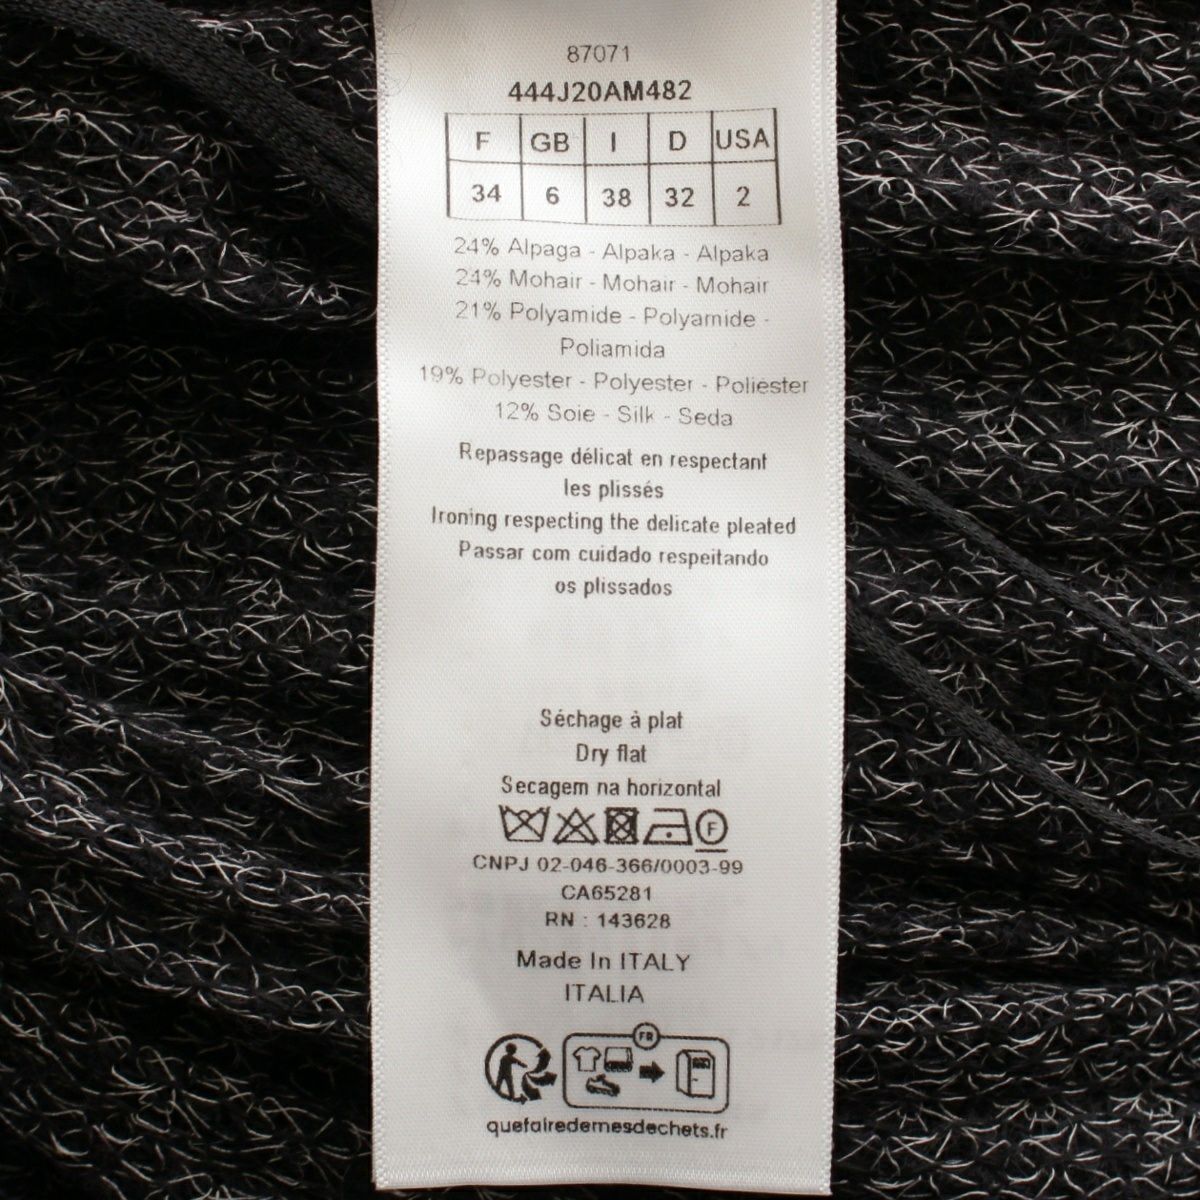 87071
444J20AM482
F GB I D USA
34 6 38 32 2
24% Alpaga - Alpaka - Alpaka
24% Mohair - Mohair - Mohair
21% Polyamide - Polyamide -
Poliamida
19% Polyester - Polyester - Poliéster
12% Soie - Silk - Seda
Repassage délicat en respectant
les plissés
Ironing respecting the delicate pleated
Passar com cuidado respeitando
os plissados
Séchage à plat
Dry flat
Secagem na horizontal
F
CNPJ 02-046-366/0003-99
CA65281
RN : 143628
Made In ITALY
ITALIA
FR
quefairedemesdechets.fr